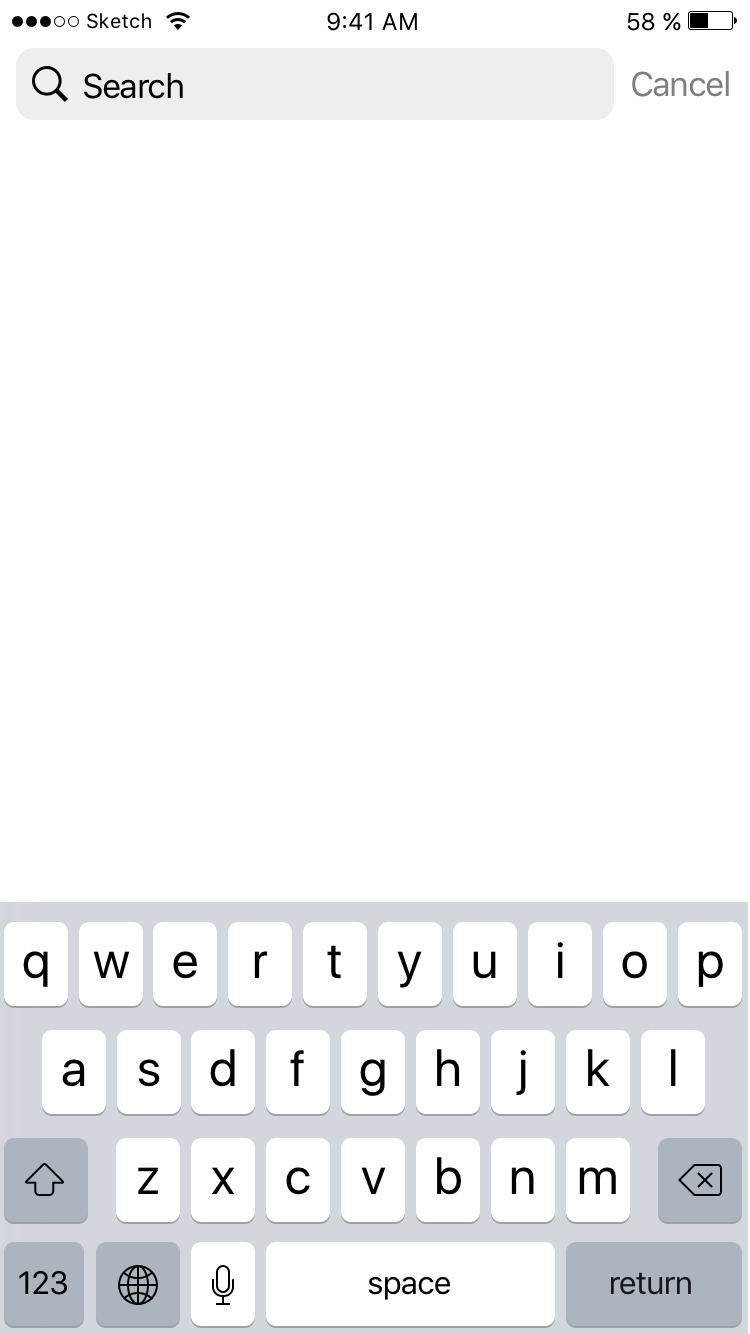 Sketch 9:41 AM 58 %
Search Cancel
q w e r t y u i o p
a s d f g h j k l
z x c v b n m
123 space return